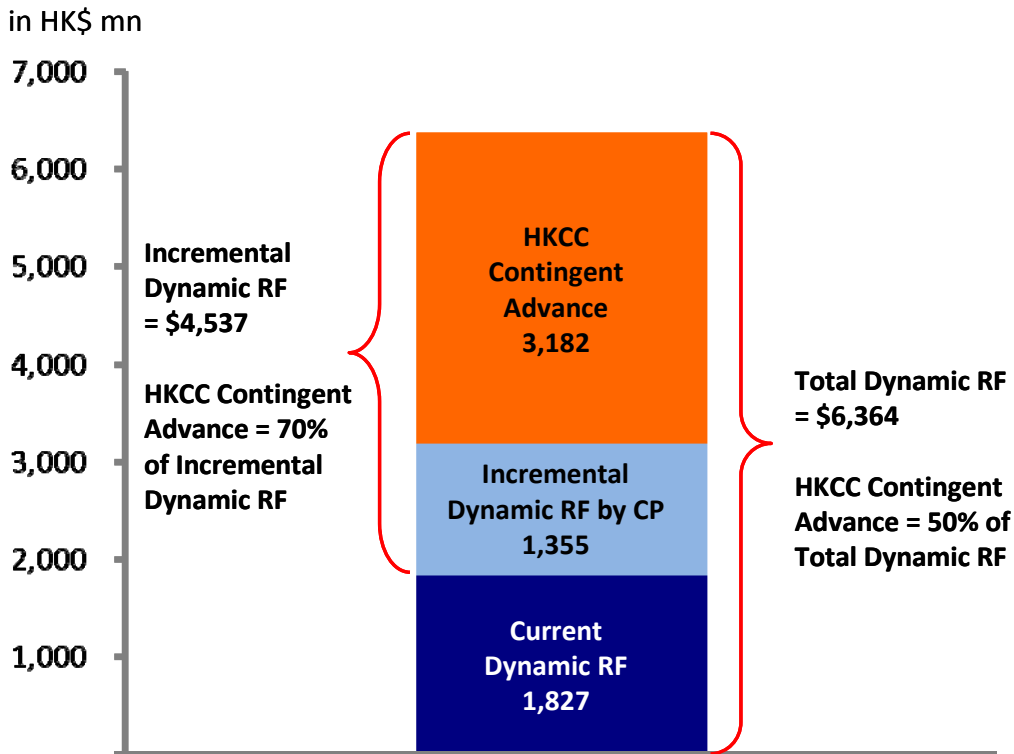 in HK$ mn
7,000
6,000
5,000
4,000
3,000
2,000
1,000
Incremental
Dynamic RF
= $4,537
HKCC Contingent
Advance = 70%
of Incremental
Dynamic RF
HKCC
Contingent
Advance
3,182
Incremental
Dynamic RF by CP
1,355
Current
Dynamic RF
1,827
Total Dynamic RF
= $6,364
HKCC Contingent
Advance = 50% of
Total Dynamic RF